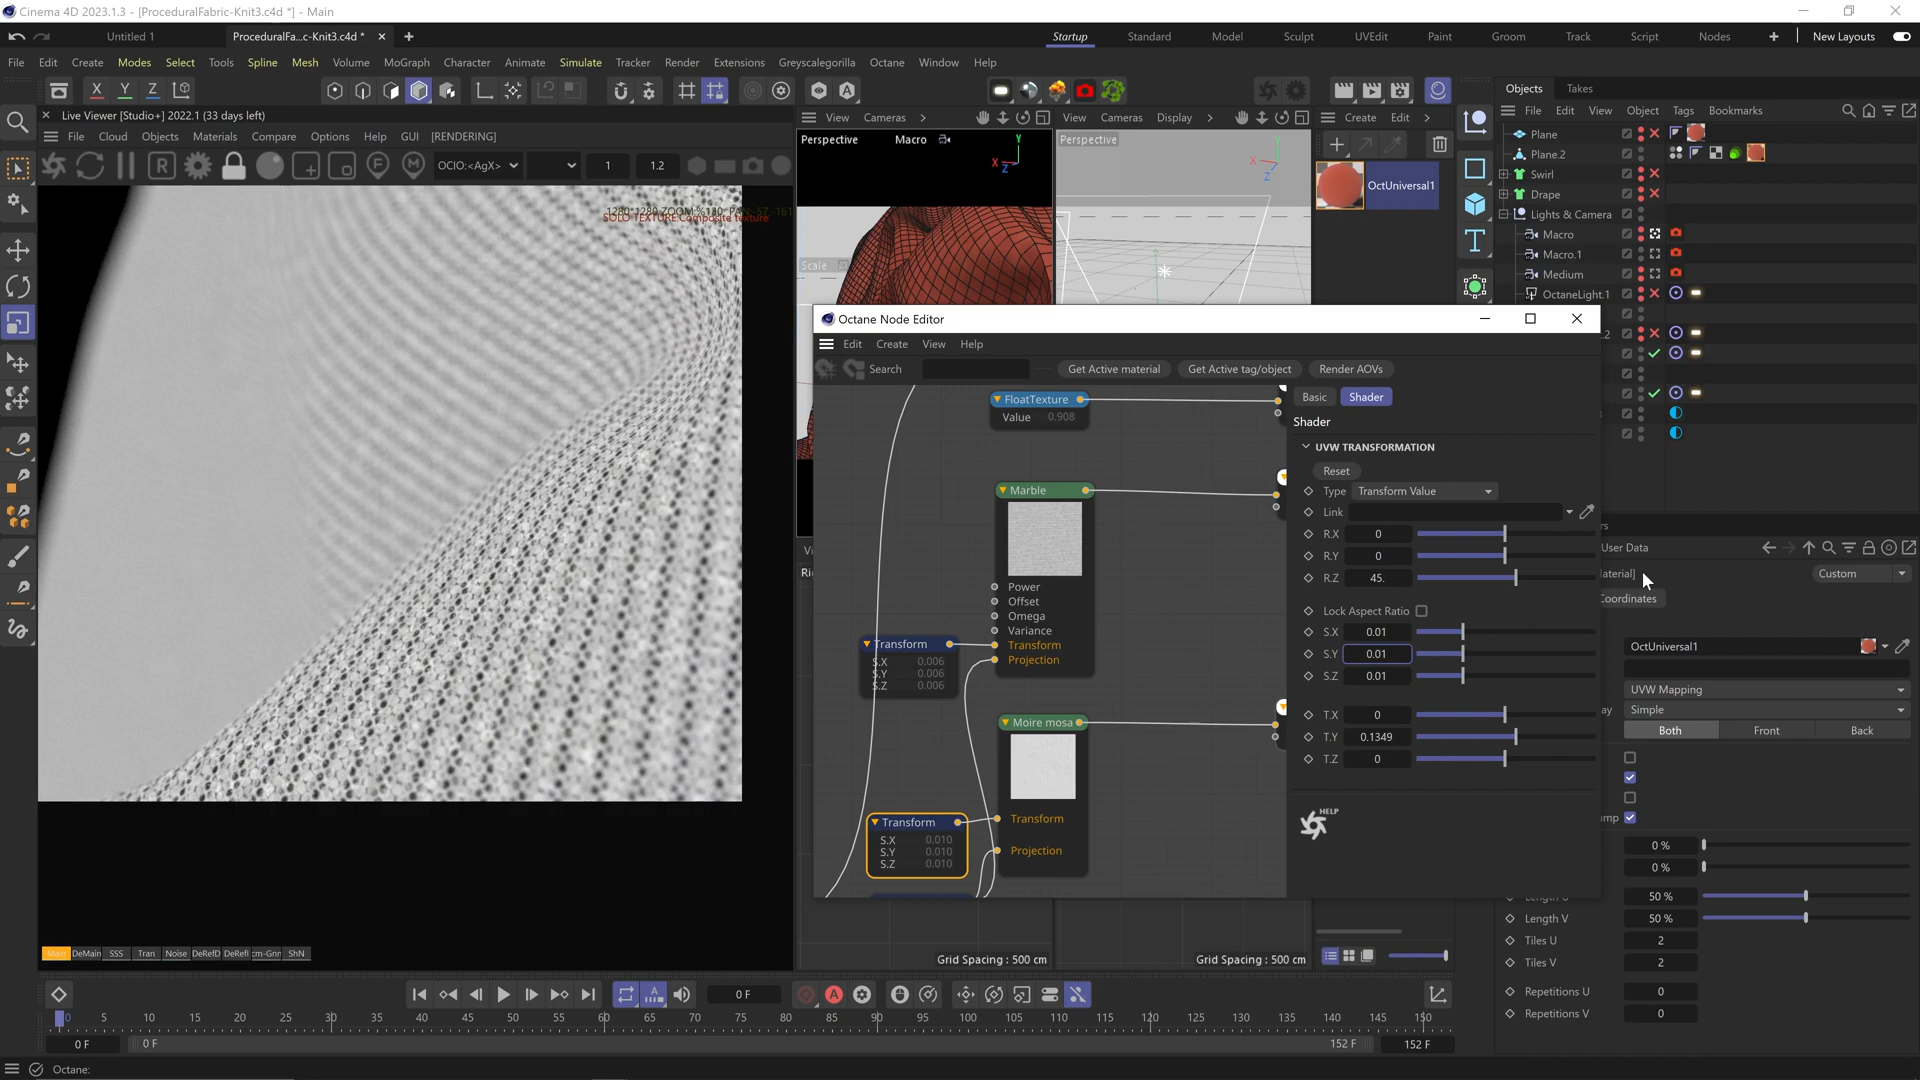 Cinema 4D 2023.1.3 - [ProceduralFabric-Knit3.c4d *] - Main
Untitled 1
ProceduralFa...c-Knit3.c4d *
Startup Standard Model Sculpt UVEdit Paint Groom Track Script Nodes New Layouts
File Edit Create Modes Select Tools Spline Mesh Volume MoGraph Character Animate Simulate Tracker Render Extensions Greyscalegorilla Octane Window Help
X Y Z
Live Viewer [Studio+] 2022.1 (33 days left)
File Cloud Objects Materials Compare Options Help GUI [RENDERING]
OCIO:<AgX> 1 1.2
SOLO TEXTURE:Composite texture
Main DeMain SSS Tran Noise DeRefD DeRefl ShN
View Cameras
Perspective Macro
Scale
View Cameras Display
Perspective
Grid Spacing : 500 cm
Grid Spacing : 500 cm
Create Edit
OctUniversal1
Objects Takes
File Edit View Object Tags Bookmarks
Plane
Plane.2
Swirl
Drape
Lights & Camera
Macro
Macro.1
Medium
OctaneLight.1
Octane Node Editor
Edit Create View Help
Search
Get Active material
Get Active tag/object
Render AOVs
FloatTexture
Value 0.908
Marble
Power
Offset
Omega
Variance
Transform
Projection
Transform
S.X 0.006
S.Y 0.006
S.Z 0.006
Moire mosa
Transform
Projection
Transform
S.X 0.010
S.Y 0.010
S.Z 0.010
Basic Shader
Shader
UVW TRANSFORMATION
Reset
Type Transform Value
Link
R.X 0
R.Y 0
R.Z 45.
Lock Aspect Ratio
S.X 0.01
S.Y 0.01
S.Z 0.01
T.X 0
T.Y 0.1349
T.Z 0
HELP
User Data
Custom
Coordinates
OctUniversal1
UVW Mapping
Simple
Both Front Back
0 %
0 %
50 %
Length V 50 %
Tiles U 2
Tiles V 2
Repetitions U 0
Repetitions V 0
0 F
0 5 10 15 20 25 30 35 40 45 50 55 60 65 70 75 80 85 90 95 100 105 110 115 120 125 130 135 140 145 150
0 F 0 F 152 F 152 F
Octane: